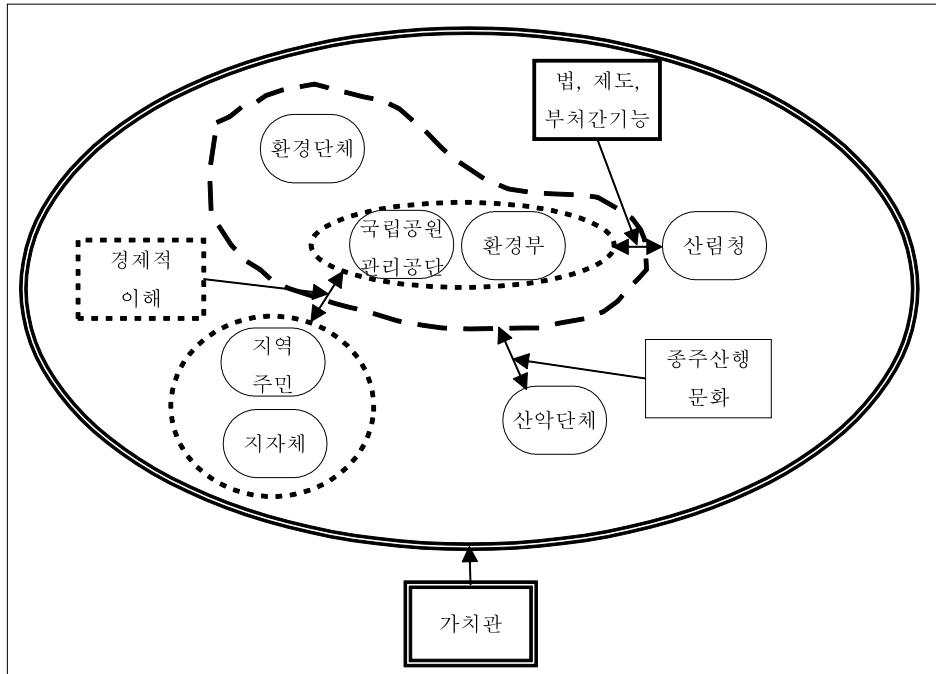 법, 제도,
부처간기능
환경단체
국립공원
관리공단
환경부
산림청
경제적
이해
지역
주민
종주산행
문화
산악단체
지자체
가치관